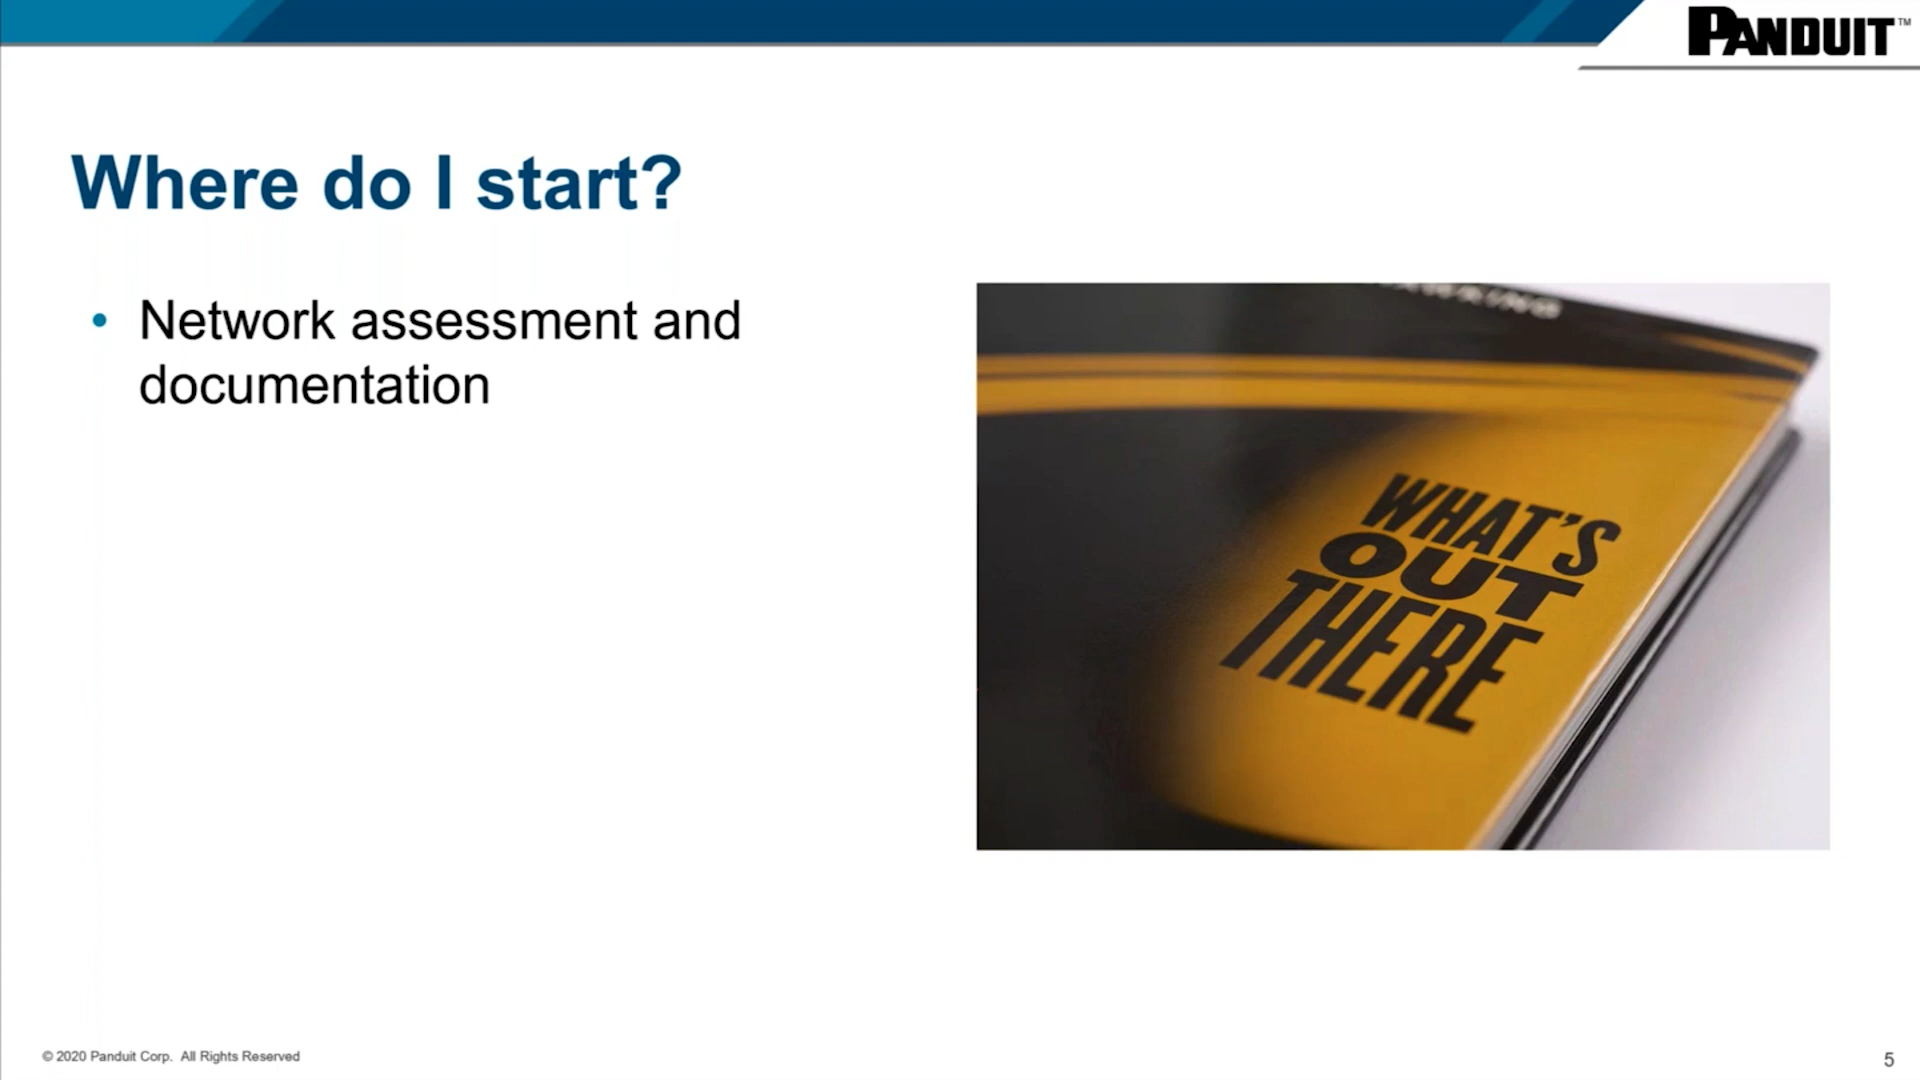 PANDUIT™
Where do I start?
• Network assessment and
documentation
WHAT'S
OUT
THERE
© 2020 Panduit Corp. All Rights Reserved
5